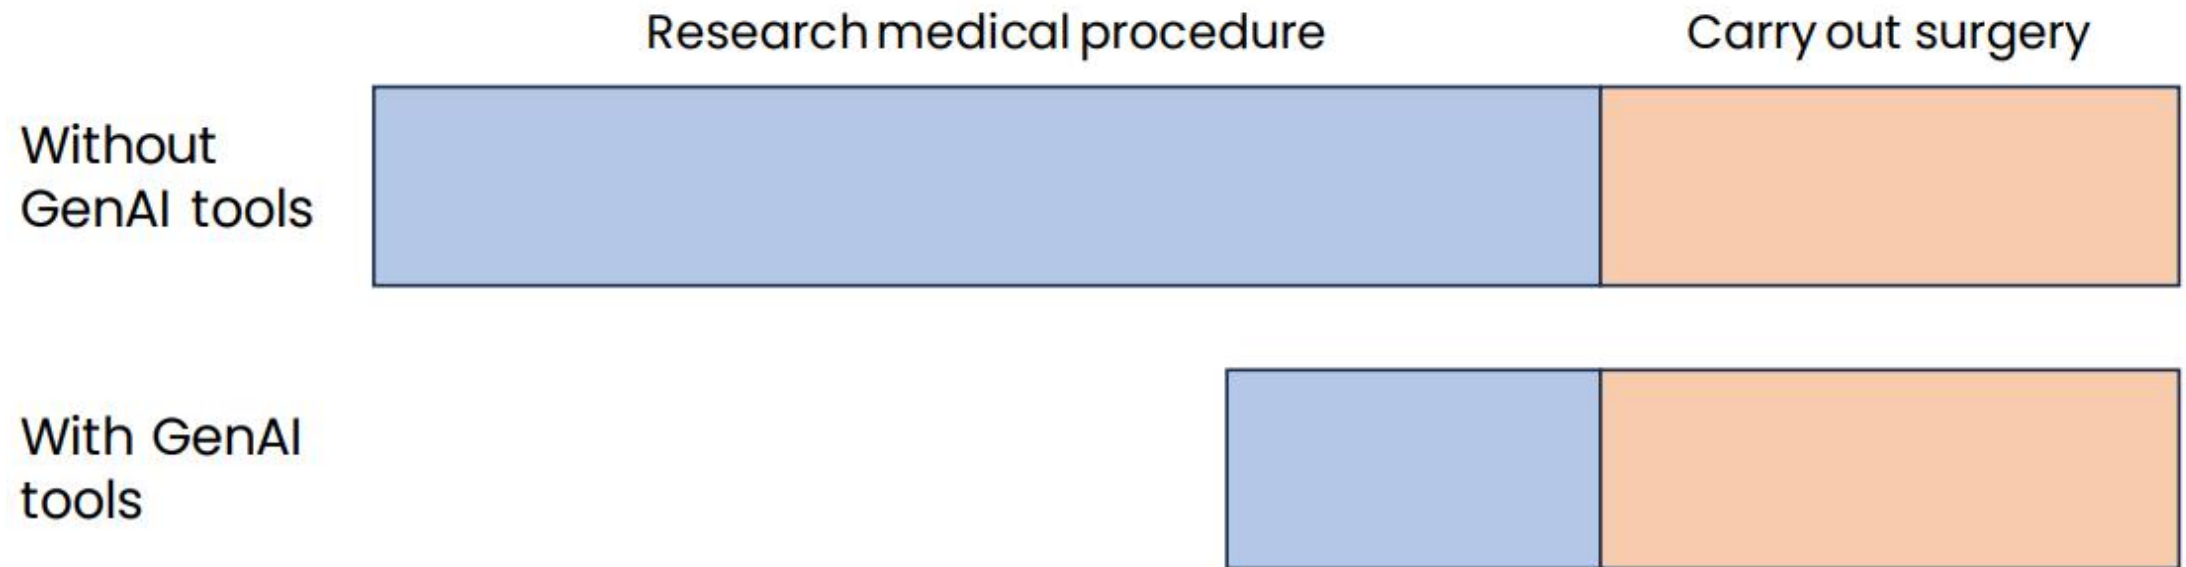 Research medical procedure
Carry out surgery
Without
GenAI tools
With GenAI
tools